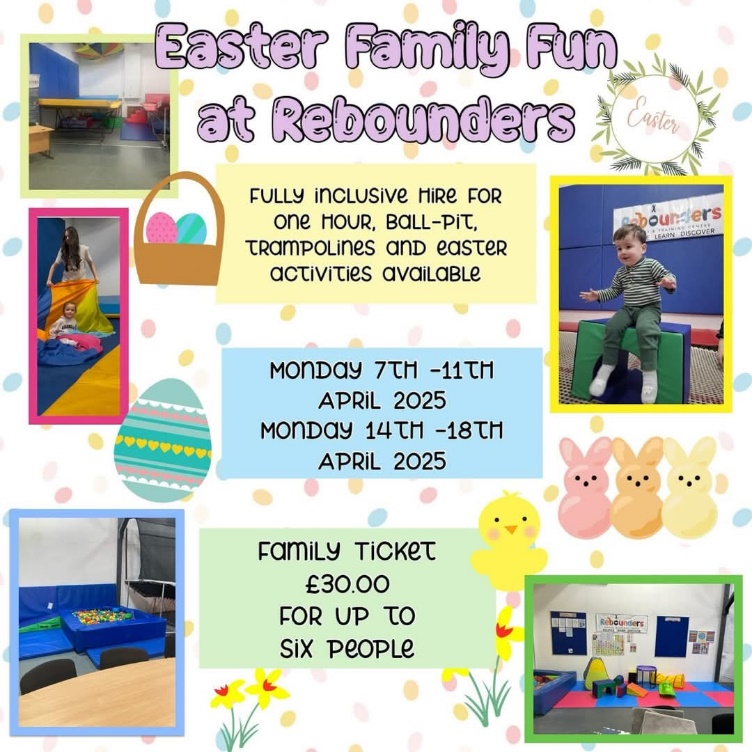 Easter Family Fun
at Rebounders
Easter
FULLY INCLUSIVE HIRE FOR
ONE HOUR, BALL-PIT,
TRAMPOLINES AND EASTER
ACTIVITIES AVAILABLE
Rebounders
& TRAINING CENTRE
LEARN DISCOVER
MONDAY 7TH -11TH
APRIL 2025
MONDAY 14TH -18TH
APRIL 2025
FAMILY TICKET
£30.00
FOR UP TO
SIX PEOPLE
Rebounders